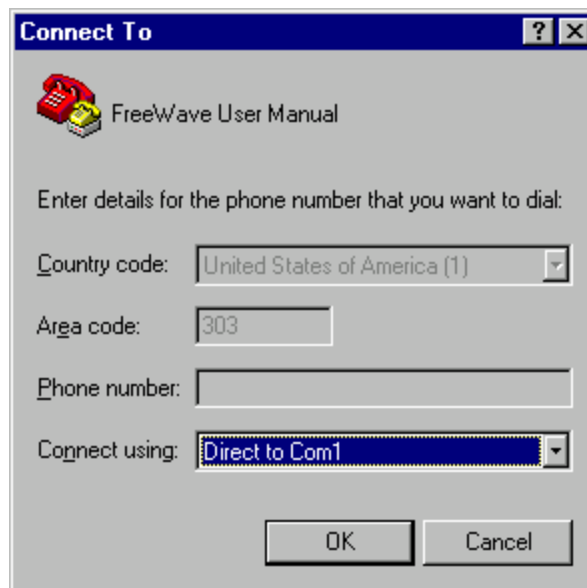 Connect To
FreeWave User Manual
Enter details for the phone number that you want to dial:
Country code: United States of America (1)
Area code: 303
Phone number:
Connect using: Direct to Com1
OK Cancel